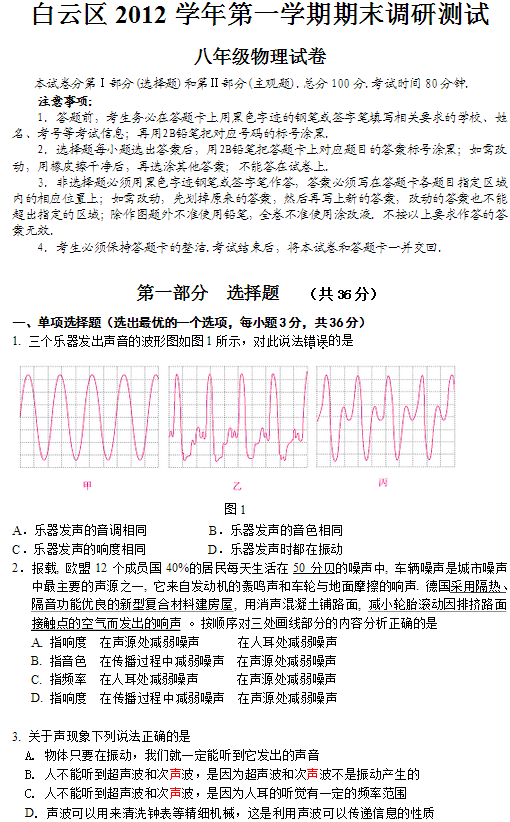 白云区 2012 学年第一学期期末调研测试
八年级物理试卷
本试卷分第Ⅰ部分(选择题)和第Ⅱ部分(主观题).总分 100 分.考试时间 80 分钟.
注意事项:
1. 答题前,考生务必在答题卡上用黑色字迹的钢笔或签字笔填写相关要求的学校、姓
名、考号等考试信息;再用2B铅笔把对应号码的标号涂黑.
2. 选择题每小题选出答案后,用2B铅笔把答题卡上对应题目的答案标号涂黑;如需改
动,用橡皮擦干净后,再选涂其他答案;不能答在试卷上.
3. 非选择题必须用黑色字迹钢笔或签字笔作答,答案必须写在答题卡各题目指定区域
内的相应位置上;如需改动,先划掉原来的答案,然后再写上新的答案,改动的答案也不能
超出指定的区域;除作图题外不准使用铅笔,全卷不准使用涂改液.不按以上要求作答的答
案无效.
4. 考生必须保持答题卡的整洁.考试结束后,将本试卷和答题卡一并交回.
第一部分 选择题 (共 36 分)
一、单项选择题(选出最优的一个选项,每小题 3 分,共 36 分)
1. 三个乐器发出声音的波形图如图 1 所示,对此说法错误的是
甲 乙 丙
图 1
A.乐器发声的音调相同 B.乐器发声的音色相同
C.乐器发声的响度相同 D.乐器发声时都在振动
2.报载, 欧盟 12 个成员国 40%的居民每天生活在 50 分贝的噪声中, 车辆噪声是城市噪声
中最主要的声源之一, 它来自发动机的轰鸣声和车轮与地面摩擦的响声. 德国采用隔热、
隔音功能优良的新型复合材料建房屋, 用消声混凝土铺路面, 减小轮胎滚动因排挤路面
接触点的空气而发出的响声 。按顺序对三处画线部分的内容分析正确的是
A. 指响度 在声源处减弱噪声 在人耳处减弱噪声
B. 指音色 在传播过程中减弱噪声 在声源处减弱噪声
C. 指频率 在人耳处减弱噪声 在声源处减弱噪声
D. 指响度 在传播过程中减弱噪声 在声源处减弱噪声
3. 关于声现象下列说法正确的是
A. 物体只要在振动,我们就一定能听到它发出的声音
B. 人不能听到超声波和次声波,是因为超声波和次声波不是振动产生的
C. 人不能听到超声波和次声波,是因为人耳的听觉有一定的频率范围
D. 声波可以用来清洗钟表等精细机械,这是利用声波可以传递信息的性质